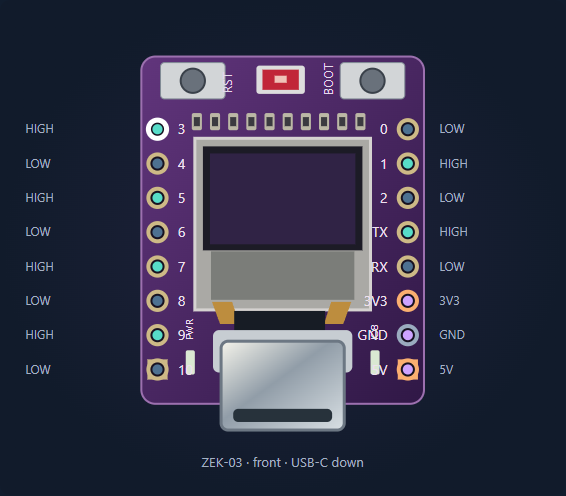 RST BOOT
HIGH 3 0 LOW
LOW 4 1 HIGH
HIGH 5 2 LOW
LOW 6 TX HIGH
HIGH 7 RX LOW
LOW 8 3V3 3V3
PWR
HIGH 9 GND GND
LOW 5V
ZEK-03 · front · USB-C down